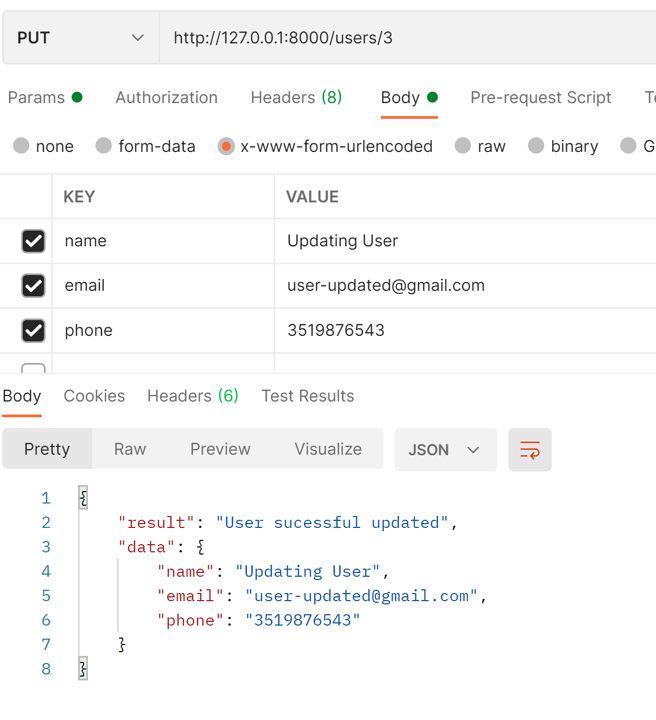 PUT http://127.0.0.1:8000/users/3
Params Authorization Headers (8) Body Pre-request Script
none form-data x-www-form-urlencoded raw binary G
KEY VALUE
name Updating User
email user-updated@gmail.com
phone 3519876543
Body Cookies Headers (6) Test Results
Pretty Raw Preview Visualize JSON
1 {
2 "result": "User sucessful updated",
3 "data": {
4 "name": "Updating User",
5 "email": "user-updated@gmail.com",
6 "phone": "3519876543"
7 }
8 }